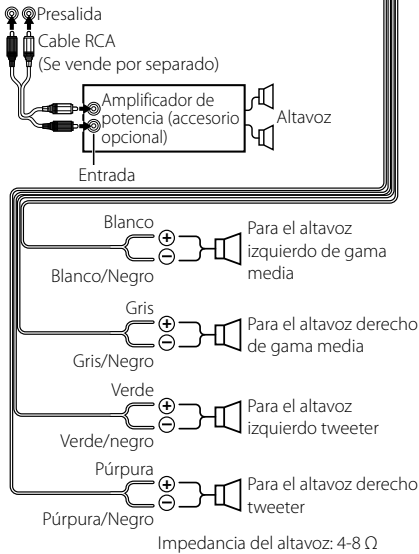 Presalida
Cable RCA
(Se vende por separado)
Amplificador de
potencia (accesorio
opcional)
Altavoz
Entrada
Blanco
Blanco/Negro
Para el altavoz
izquierdo de gama
media
Gris
Gris/Negro
Para el altavoz derecho
de gama media
Verde
Verde/negro
Para el altavoz
izquierdo tweeter
Púrpura
Púrpura/Negro
Para el altavoz derecho
tweeter
Impedancia del altavoz: 4-8 Ω